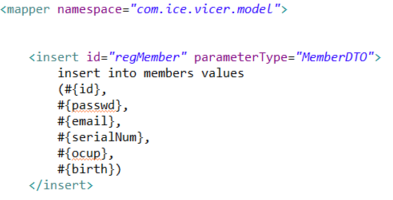 <mapper namespace="com.ice.vicer.model">
<insert id="regMember" parameterType="MemberDTO">
insert into members values
(#{id},
#{passwd},
#{email},
#{serialNum},
#{ocup},
#{birth})
</insert>